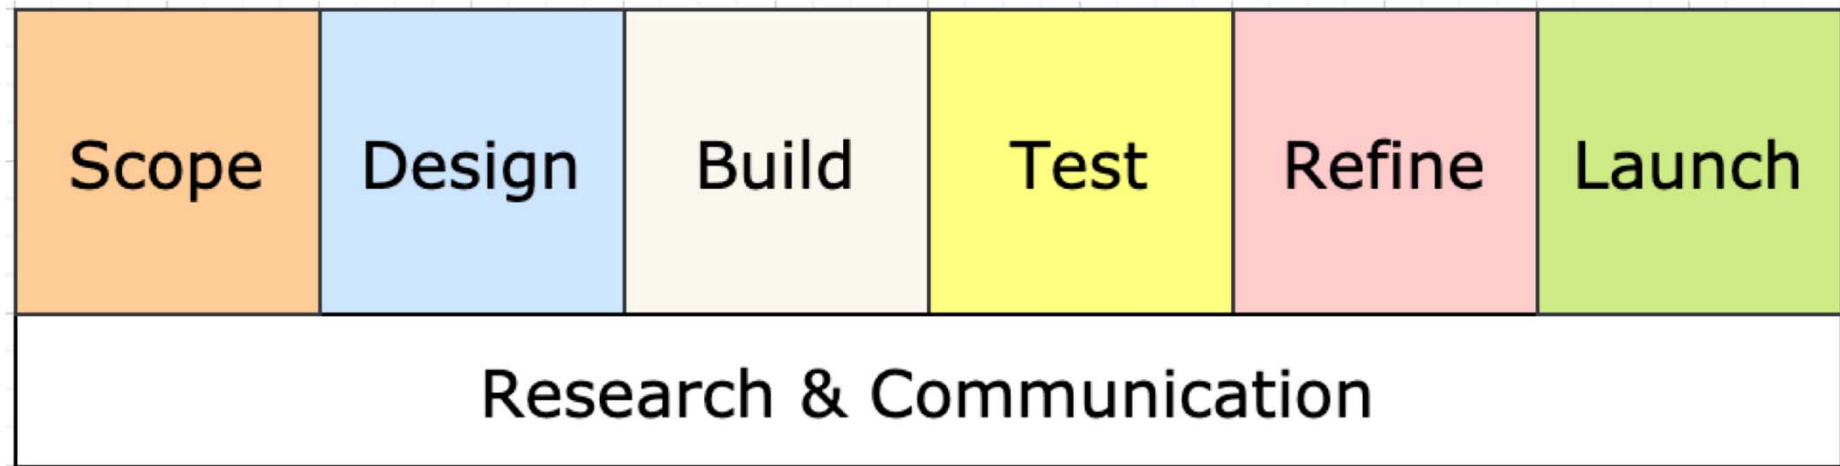 Scope Design Build Test Refine Launch
Research & Communication